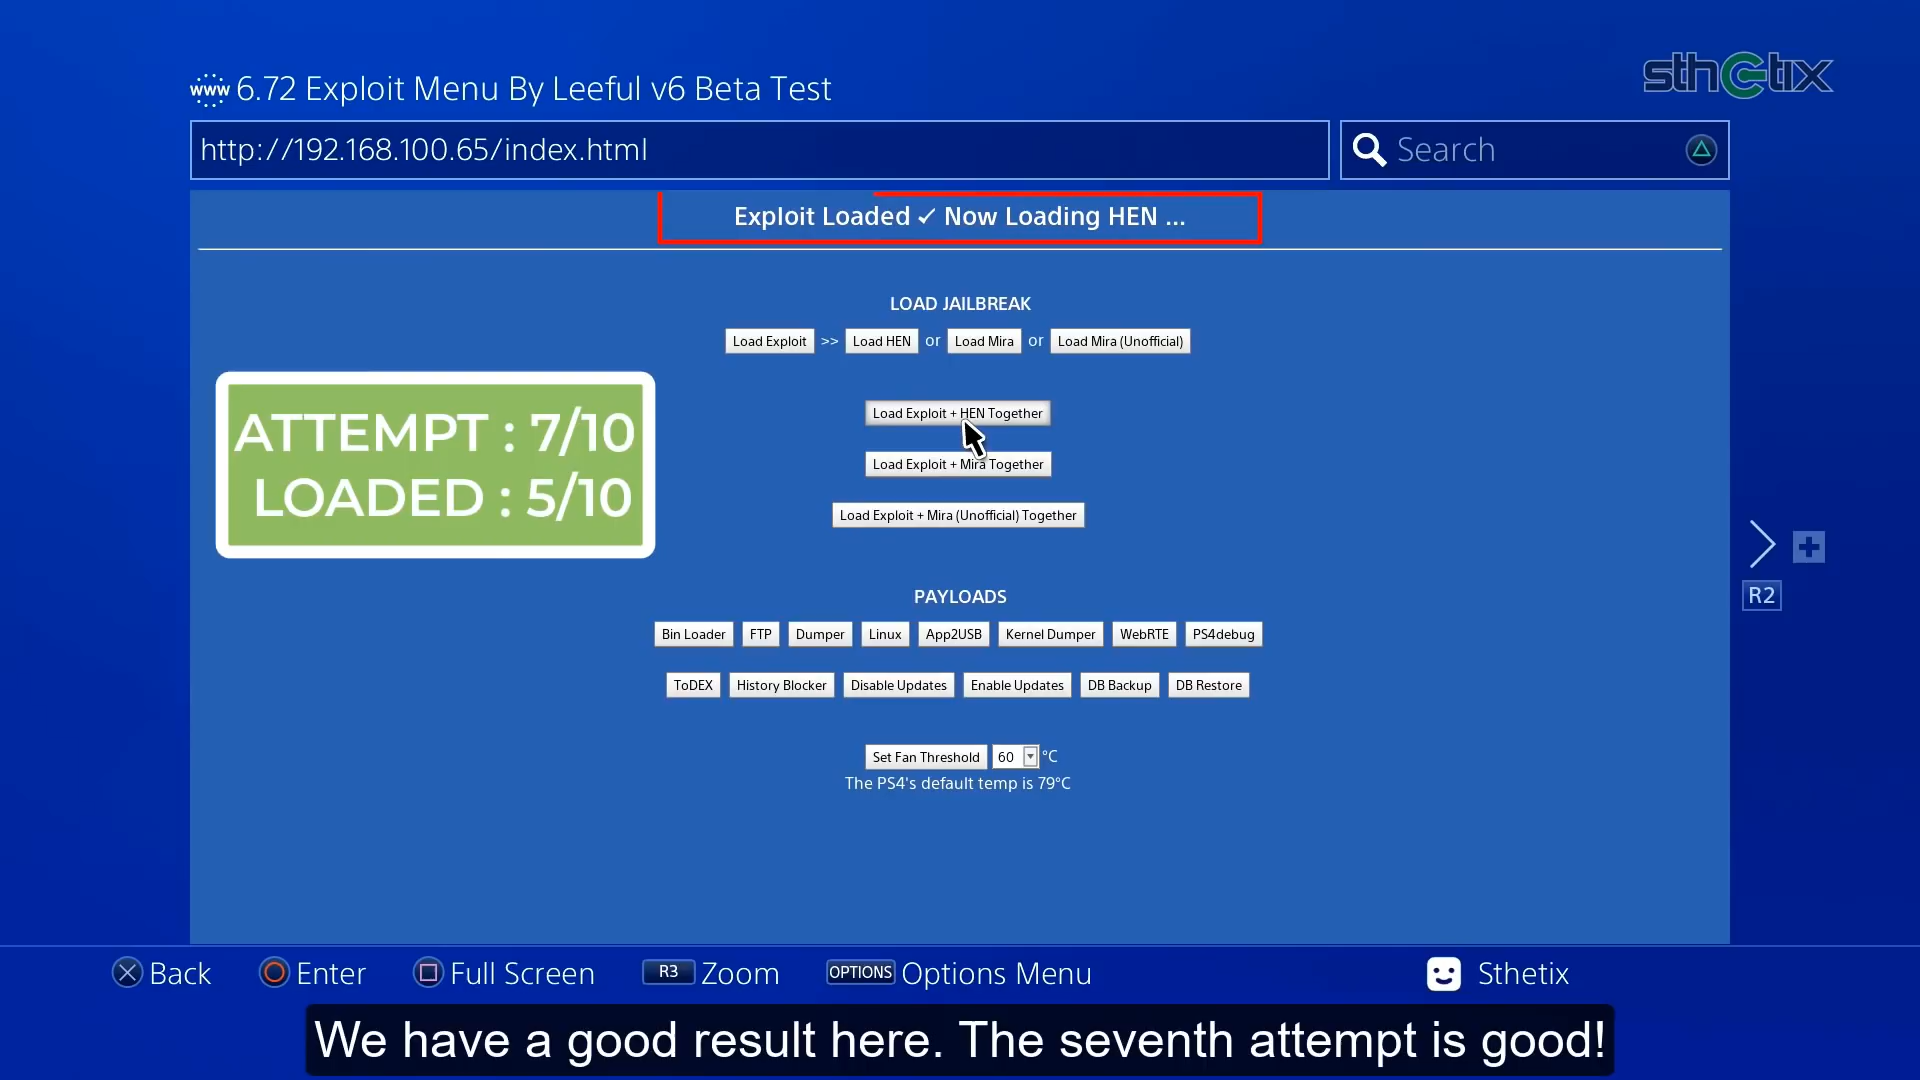 sthetix
www 6.72 Exploit Menu By Leeful v6 Beta Test
http://192.168.100.65/index.html
Search
Exploit Loaded ✓ Now Loading HEN ...
LOAD JAILBREAK
Load Exploit >> Load HEN or Load Mira or Load Mira (Unofficial)
Load Exploit + HEN Together
Load Exploit + Mira Together
Load Exploit + Mira (Unofficial) Together
ATTEMPT : 7/10
LOADED : 5/10
R2
PAYLOADS
Bin Loader FTP Dumper Linux App2USB Kernel Dumper WebRTE PS4debug
ToDEX History Blocker Disable Updates Enable Updates DB Backup DB Restore
Set Fan Threshold 60 °C
The PS4's default temp is 79°C
Back Enter Full Screen R3 Zoom OPTIONS Options Menu Sthetix
We have a good result here. The seventh attempt is good!